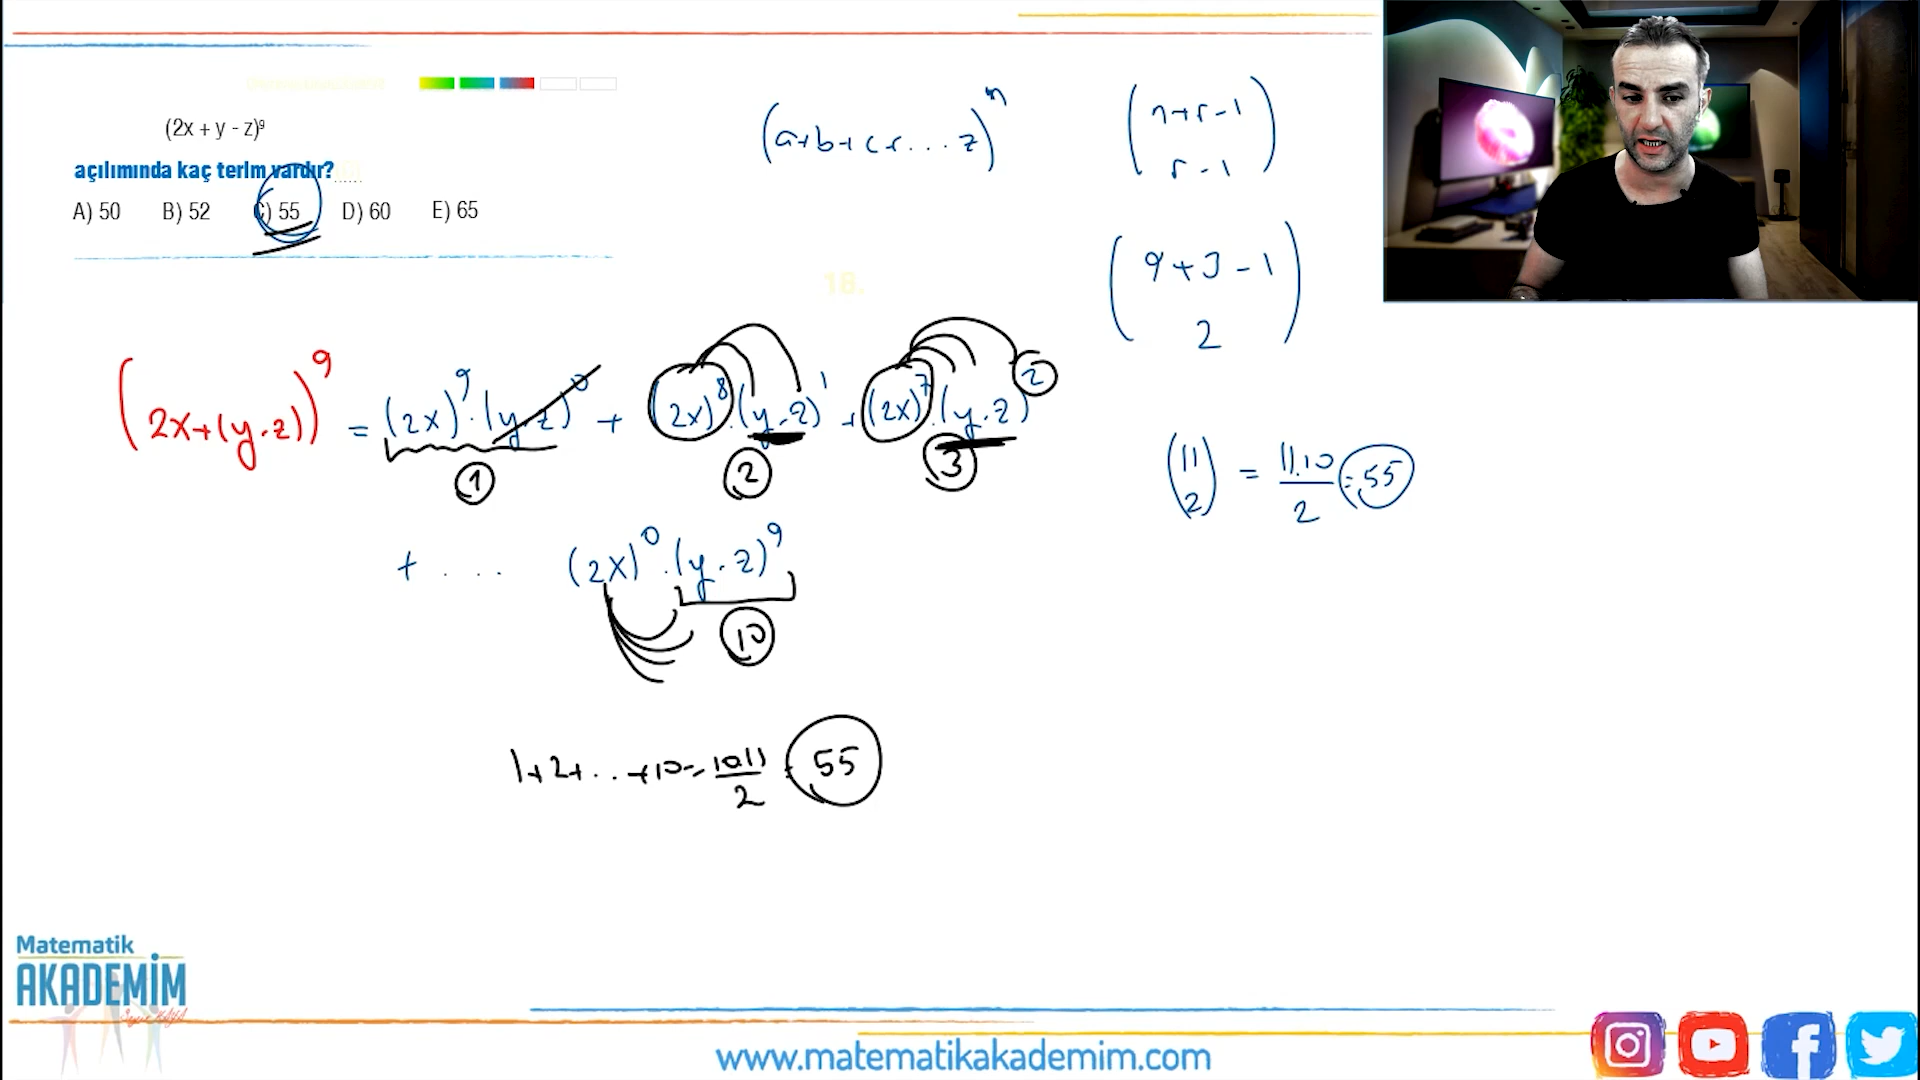 (2x + y - z)⁹
açılımında kaç terim vardır?
A) 50 B) 52 C) 55 D) 60 E) 65
(a+b+c+...z)ⁿ
(n+r-1
r-1)
(9+3-1
2)
18.
(2x+(y-z))⁹ = (2x)⁹.(y-z)⁰ + (2x)⁸.(y-z)¹ + (2x)⁷.(y-z)²
1 2 3
(11
2) = 11.10/2 = 55
+ .... (2x)⁰.(y-z)⁹
10
1+2+...+10 = 10.11/2 = 55
Matematik
AKADEMİM
www.matematikakademim.com